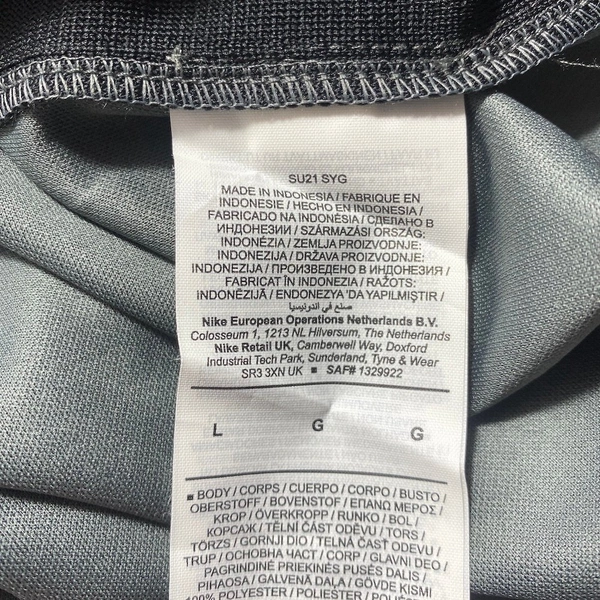 SU21 SYG
MADE IN INDONESIA / FABRIQUE EN
INDONESIE / HECHO EN INDONESIA /
FABRICADO NA INDONÉSIA / СДЕЛАНО В
ИНДОНЕЗИИ / SZÁRMAZÁSI ORSZÁG:
INDONÉZIA / ZEMLJA PROIZVODNJE:
INDONEZIJA / DRŽAVA PROIZVODNJE:
INDONEZIJA / ПРОИЗВЕДЕНО В ИНДОНЕЗИЯ /
FABRICAT ÎN INDONEZIA / RAŽOTS:
INDONĒZIJĀ / ENDONEZYA 'DA YAPILMIŞTIR /
صنع في اندونيسيا
Nike European Operations Netherlands B.V.
Colosseum 1, 1213 NL Hilversum, The Netherlands
Nike Retail UK, Camberwell Way, Doxford
Industrial Tech Park, Sunderland, Tyne & Wear
SR3 3XN UK ■ SAF# 1329922
L G G
■ BODY / CORPS / CUERPO / CORPO / BUSTO /
OBERSTOFF / BOVENSTOF / ΕΠΑΝΩ ΜΕΡΟΣ /
KROP / ÖVERKROPP / RUNKO / BOL /
КОРСАЖ / TĚLNÍ ČÁST ODĚVU / TORS /
TÖRZS / GORNJI DIO / TELNÁ ČASŤ ODEVU /
TRUP / ОСНОВНА ЧАСТ / CORP / GLAVNI DEO /
PAGRINDINĖ PRIEKINĖS PUSĖS DALIS /
PIHAOSA / GALVENĀ DAĻA / GÖVDE KISMI
100% POLYESTER / POLYESTER /